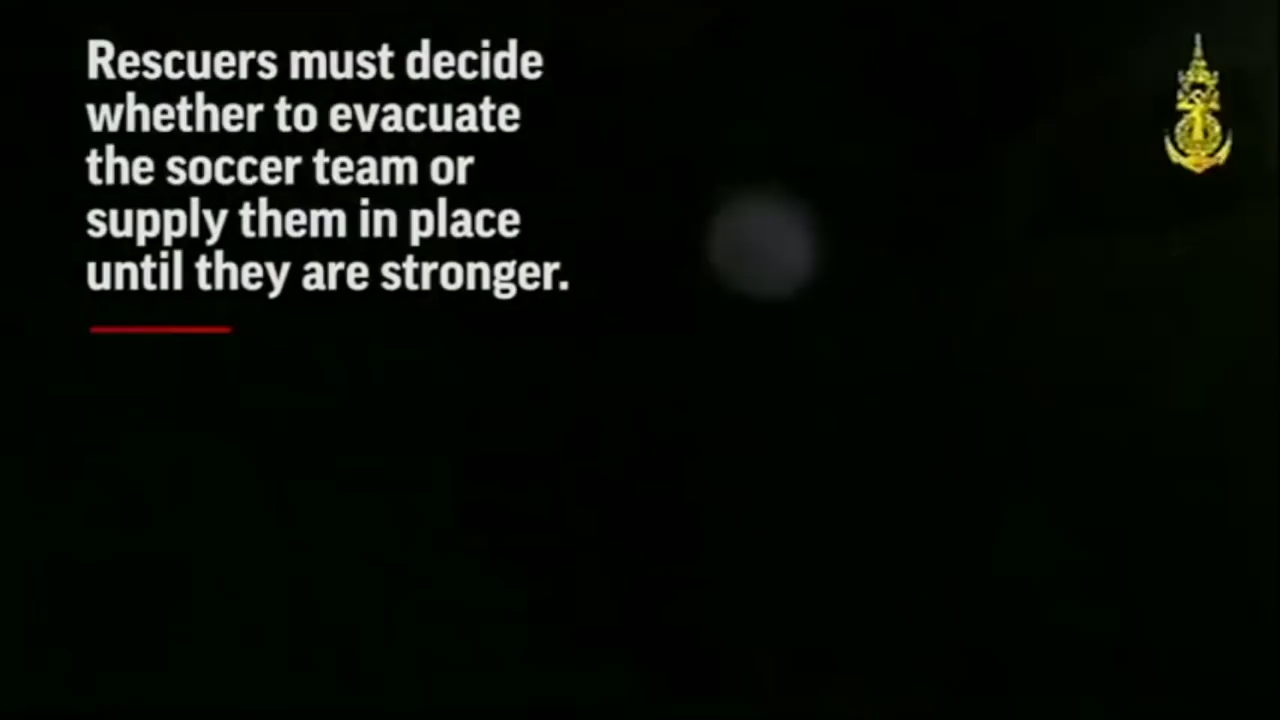 Rescuers must decide
whether to evacuate
the soccer team or
supply them in place
until they are stronger.